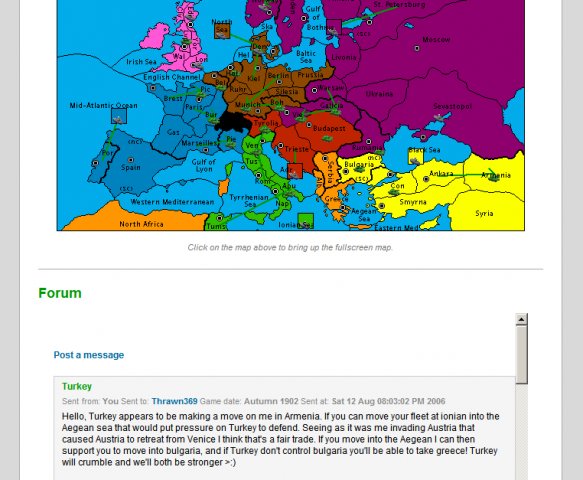 St. Petersburg
North
Sea
Ska
Gulf
of
Bothnia
Moscow
Den
Baltic
Sea
Livonia
Irish Sea
Wal
Lon
Hel
Kiel
Berlin
Prussia
English Channel
Hol
Bel
Ruhr
Silesia
Warsaw
Ukraine
Mid-Atlantic Ocean
Brest
Pic
Paris
Munich
Boh
Galicia
Sevastopol
Bur
Tyrolia
Budapest
(nc)
Gas
Ven
Trieste
Rumania
Black Sea
Por
Spain
Marseilles
Pie
Tus
Serbia
Bulgaria
(nc)
Ankara
Armenia
Gulf of
Lyon
Rom
Adr
(sc)
Con
(sc)
Apu
Alb
Greece
Smyrna
Western Mediterranean
Tyrrhenian
Sea
Nap
Aegean
Sea
Syria
North Africa
Tunis
Ionian Sea
Eastern Med
Click on the map above to bring up the fullscreen map.
Forum
Post a message
Turkey
Sent from: You Sent to: Thrawn369 Game date: Autumn 1902 Sent at: Sat 12 Aug 08:03:02 PM 2006
Hello, Turkey appears to be making a move on me in Armenia. If you can move your fleet at ionian into the
Aegean sea that would put pressure on Turkey to defend. Seeing as it was me invading Austria that
caused Austria to retreat from Venice I think that's a fair trade. If you move into the Aegean I can then
support you to move into bulgaria, and if Turkey don't control bulgaria you'll be able to take greece! Turkey
will crumble and we'll both be stronger >:)